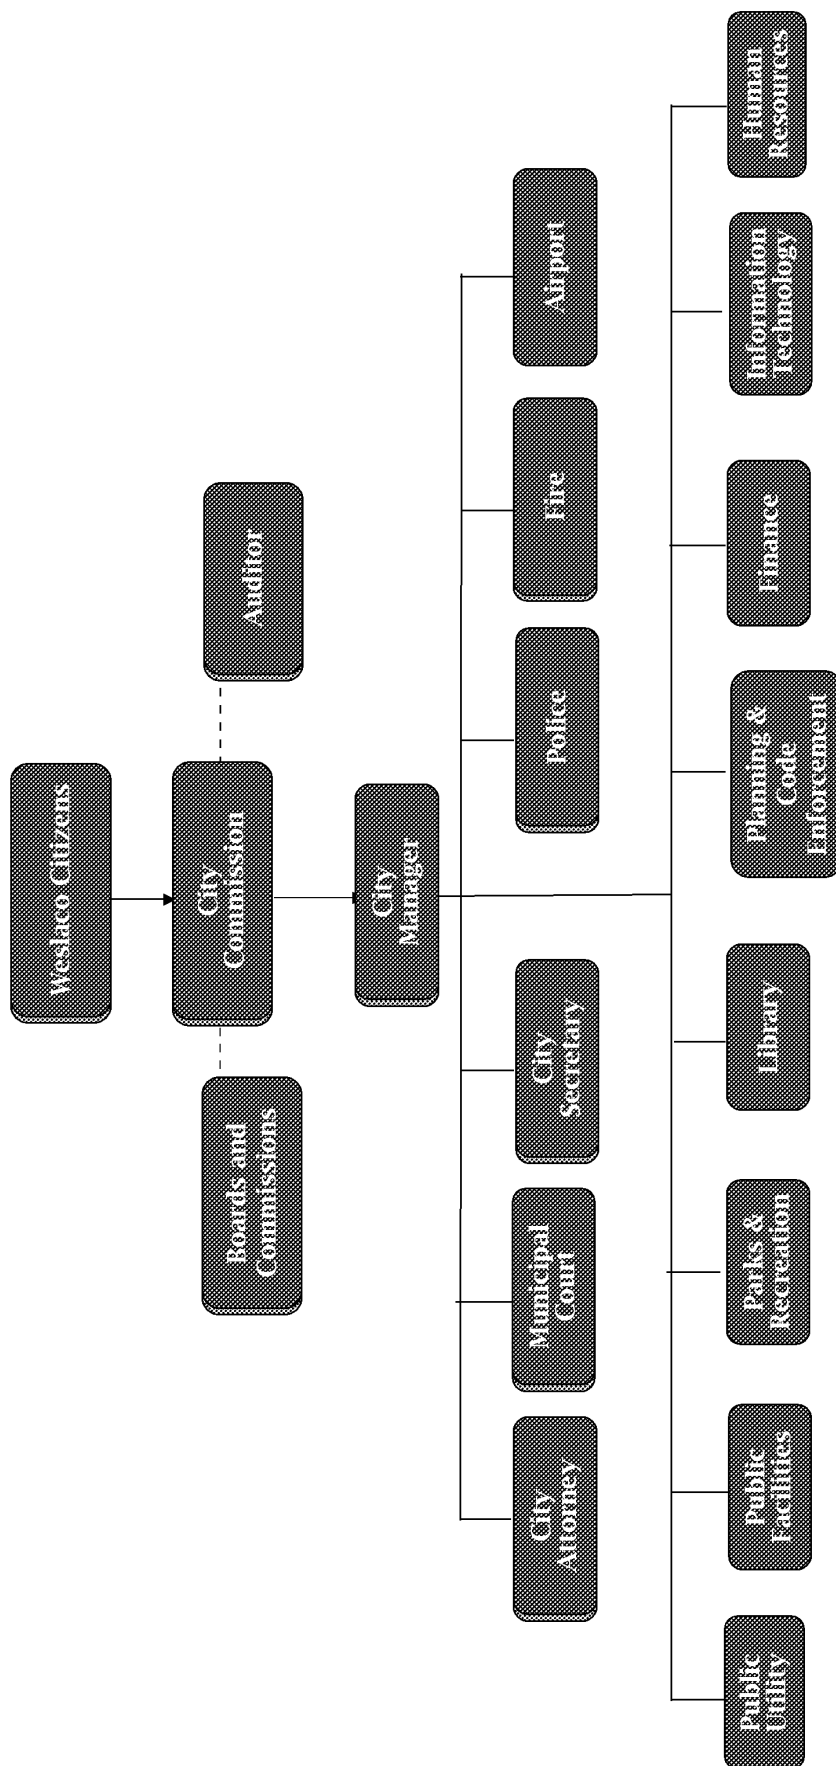 Weslaco Citizens
Boards and
Commissions
City
Commission
Auditor
City
Manager
City
Attorney
Municipal
Court
City
Secretary
Police
Fire
Airport
Public
Utility
Public
Facilities
Parks &
Recreation
Library
Planning &
Code
Enforcement
Finance
Information
Technology
Human
Resources